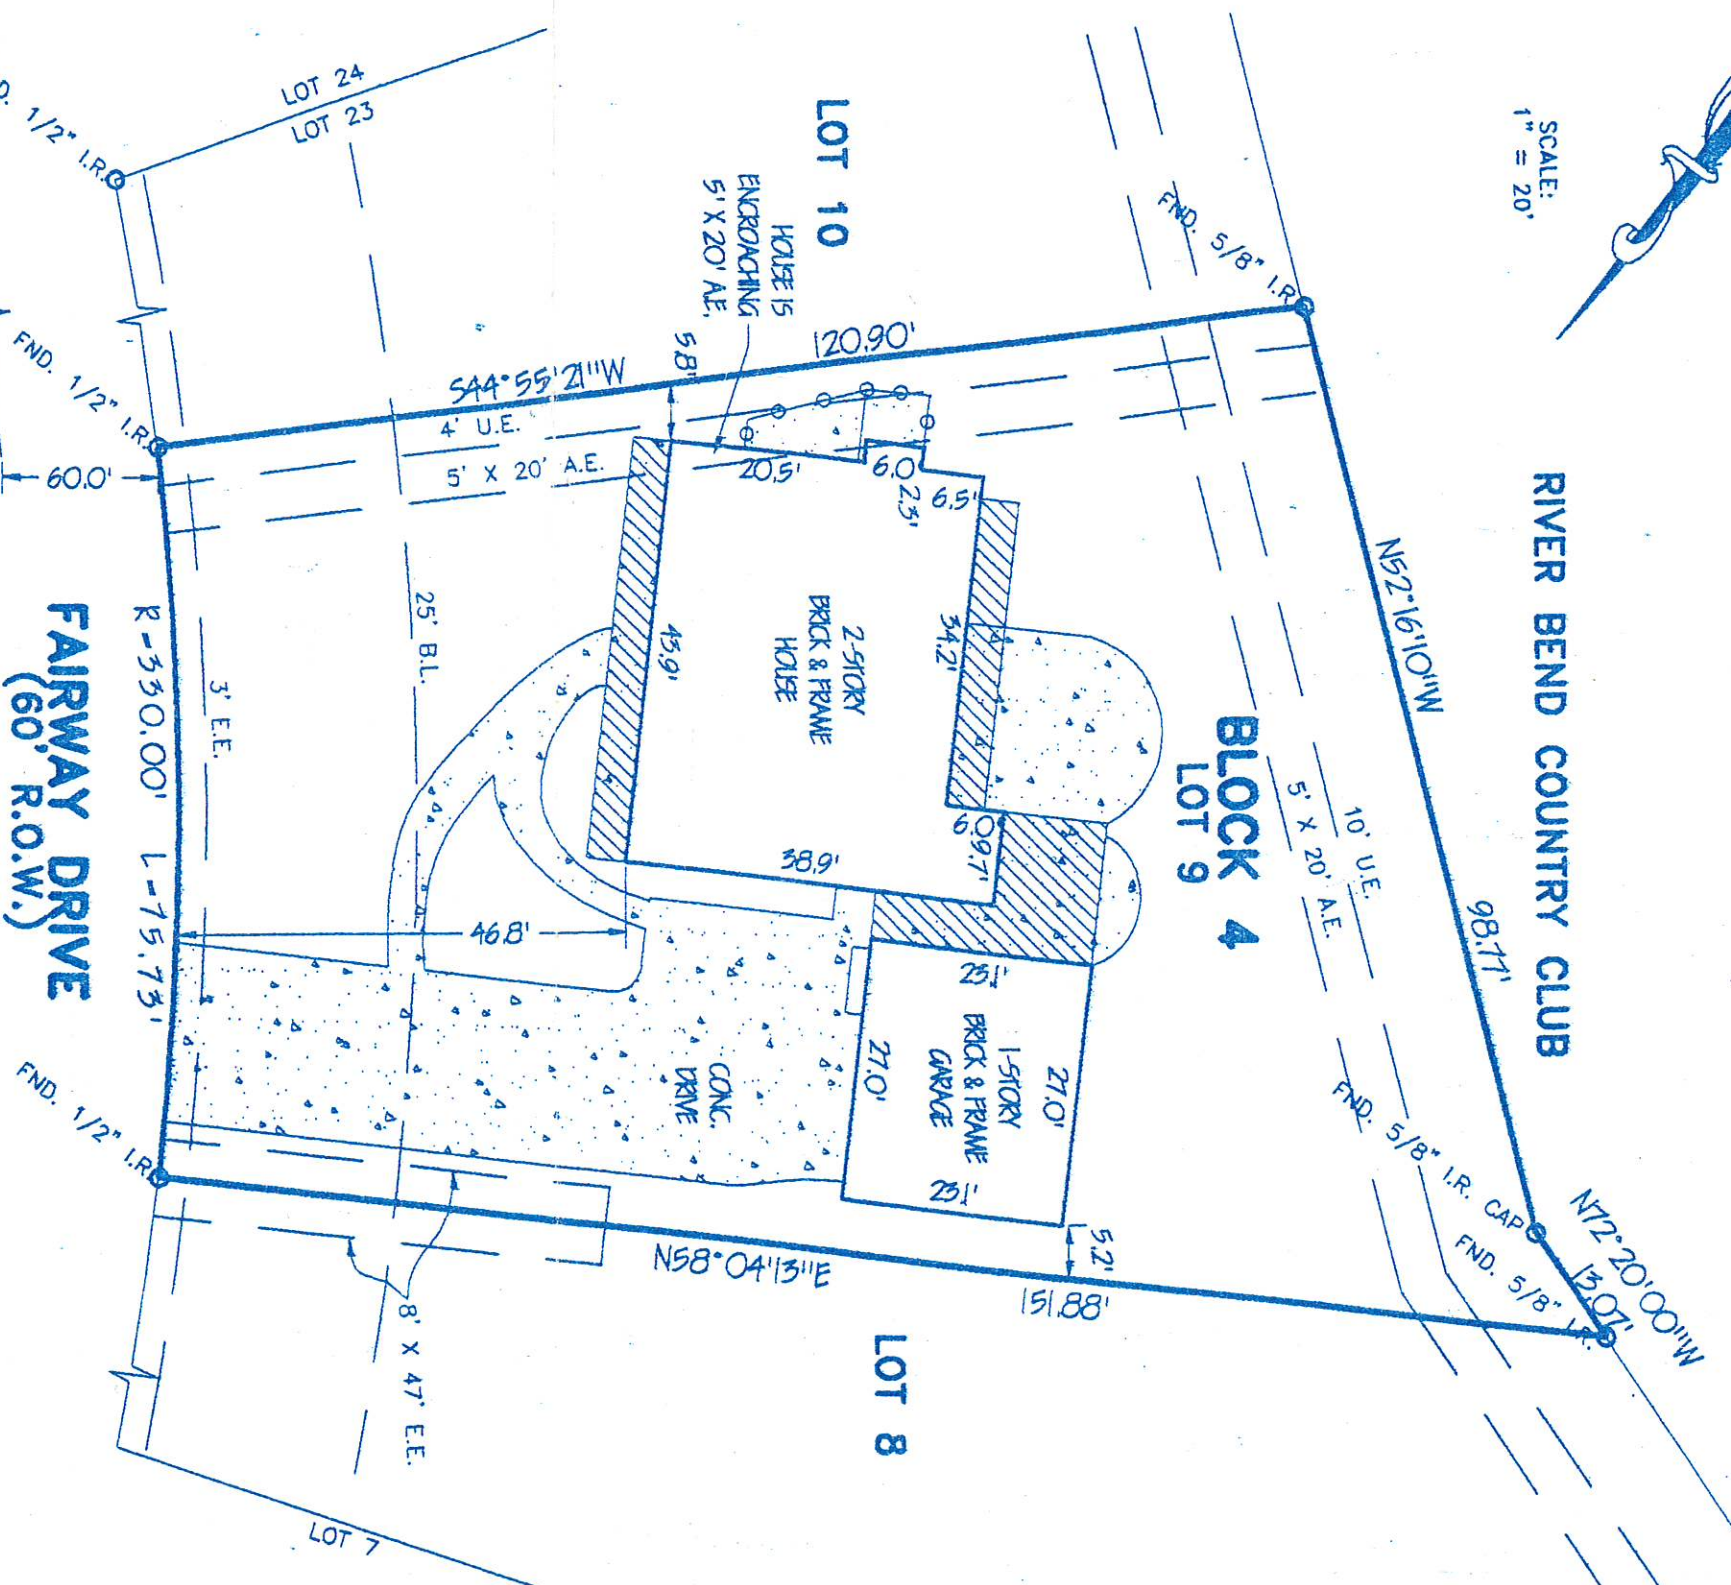 SCALE:
1" = 20'
RIVER BEND COUNTRY CLUB
LOT 24
LOT 23
1/2" I.R.
LOT 10
HOUSE IS
ENCROACHING
5' X 20' A.E.
FND. 5/8" I.R.
N52°16'10"W
98.77'
FND. 5/8" I.R. CAP
N72°20'00"W
13.07'
FND. 5/8" I.R.
120.90'
S44°55'21"W
5.8'
4' U.E.
5' X 20' A.E.
FND. 1/2" I.R.
60.0'
20.5'
6.0
2.3'
6.5'
34.2'
2-STORY
BRICK & FRAME
HOUSE
43.9'
38.9'
6.0
9.7'
BLOCK 4
LOT 9
10' U.E.
5' X 20' A.E.
25' B.L.
3' E.E.
46.8'
23.1'
27.0'
1-STORY
BRICK & FRAME
GARAGE
27.0'
23.1'
5.2'
CONC.
DRIVE
R-330.00' L-75.73'
FAIRWAY DRIVE
(60' R.O.W.)
FND. 1/2" I.R.
N58°04'13"E
151.88'
8' X 47' E.E.
LOT 8
LOT 7